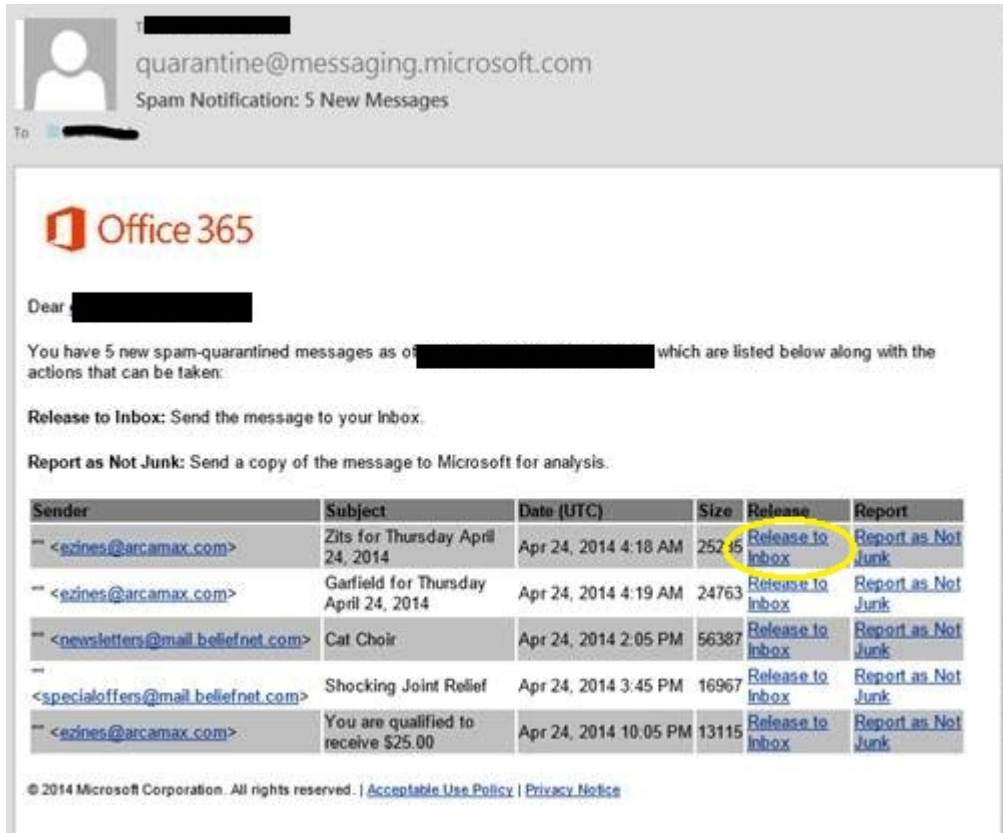 quarantine@messaging.microsoft.com
Spam Notification: 5 New Messages
To
Office 365
Dear
You have 5 new spam-quarantined messages as of which are listed below along with the
actions that can be taken:
Release to Inbox: Send the message to your Inbox.
Report as Not Junk: Send a copy of the message to Microsoft for analysis.
Sender Subject Date (UTC) Size Release Report
"" <ezines@arcamax.com> Zits for Thursday April 24, 2014 Apr 24, 2014 4:18 AM Release to Inbox Report as Not Junk
"" <ezines@arcamax.com> Garfield for Thursday April 24, 2014 Apr 24, 2014 4:19 AM 24763 Release to Inbox Report as Not Junk
"" <newsletters@mail.beliefnet.com> Cat Choir Apr 24, 2014 2:05 PM 56387 Release to Inbox Report as Not Junk
"" <specialoffers@mail.beliefnet.com> Shocking Joint Relief Apr 24, 2014 3:45 PM 16967 Release to Inbox Report as Not Junk
"" <ezines@arcamax.com> You are qualified to receive $25.00 Apr 24, 2014 10:05 PM 13115 Release to Inbox Report as Not Junk
© 2014 Microsoft Corporation. All rights reserved. | Acceptable Use Policy | Privacy Notice